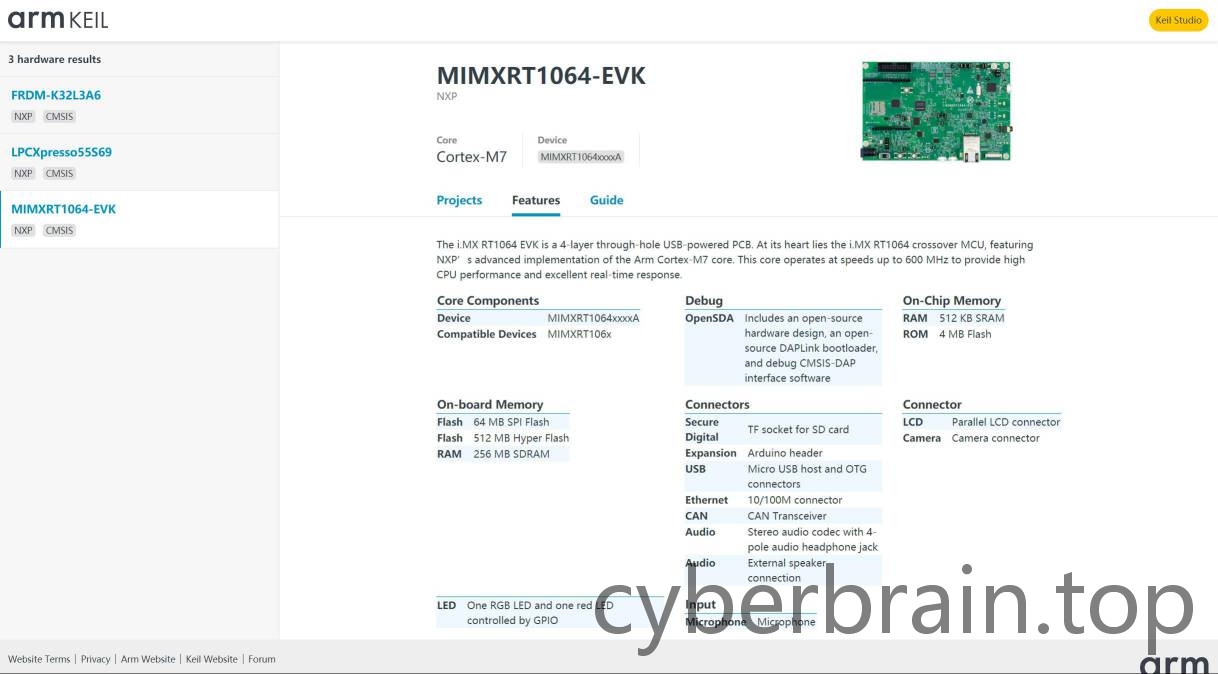 arm KEIL
Keil Studio
3 hardware results
FRDM-K32L3A6
NXP CMSIS
LPCXpresso55S69
NXP CMSIS
MIMXRT1064-EVK
NXP CMSIS
MIMXRT1064-EVK
NXP
Core
Cortex-M7
Device
MIMXRT1064xxxxA
Projects Features Guide
The i.MX RT1064 EVK is a 4-layer through-hole USB-powered PCB. At its heart lies the i.MX RT1064 crossover MCU, featuring
NXP’s advanced implementation of the Arm Cortex-M7 core. This core operates at speeds up to 600 MHz to provide high
CPU performance and excellent real-time response.
Core Components
Device MIMXRT1064xxxxA
Compatible Devices MIMXRT106x
Debug
OpenSDA Includes an open-source
hardware design, an open-
source DAPLink bootloader,
and debug CMSIS-DAP
interface software
On-Chip Memory
RAM 512 KB SRAM
ROM 4 MB Flash
On-board Memory
Flash 64 MB SPI Flash
Flash 512 MB Hyper Flash
RAM 256 MB SDRAM
Connectors
Secure
Digital TF socket for SD card
Expansion Arduino header
USB Micro USB host and OTG
connectors
Ethernet 10/100M connector
CAN CAN Transceiver
Audio Stereo audio codec with 4-
pole audio headphone jack
Audio External speaker
connection
Connector
LCD Parallel LCD connector
Camera Camera connector
LED One RGB LED and one red LED
controlled by GPIO
Input
Microphone Microphone
cyberbrain.top
Website Terms | Privacy | Arm Website | Keil Website | Forum
arm